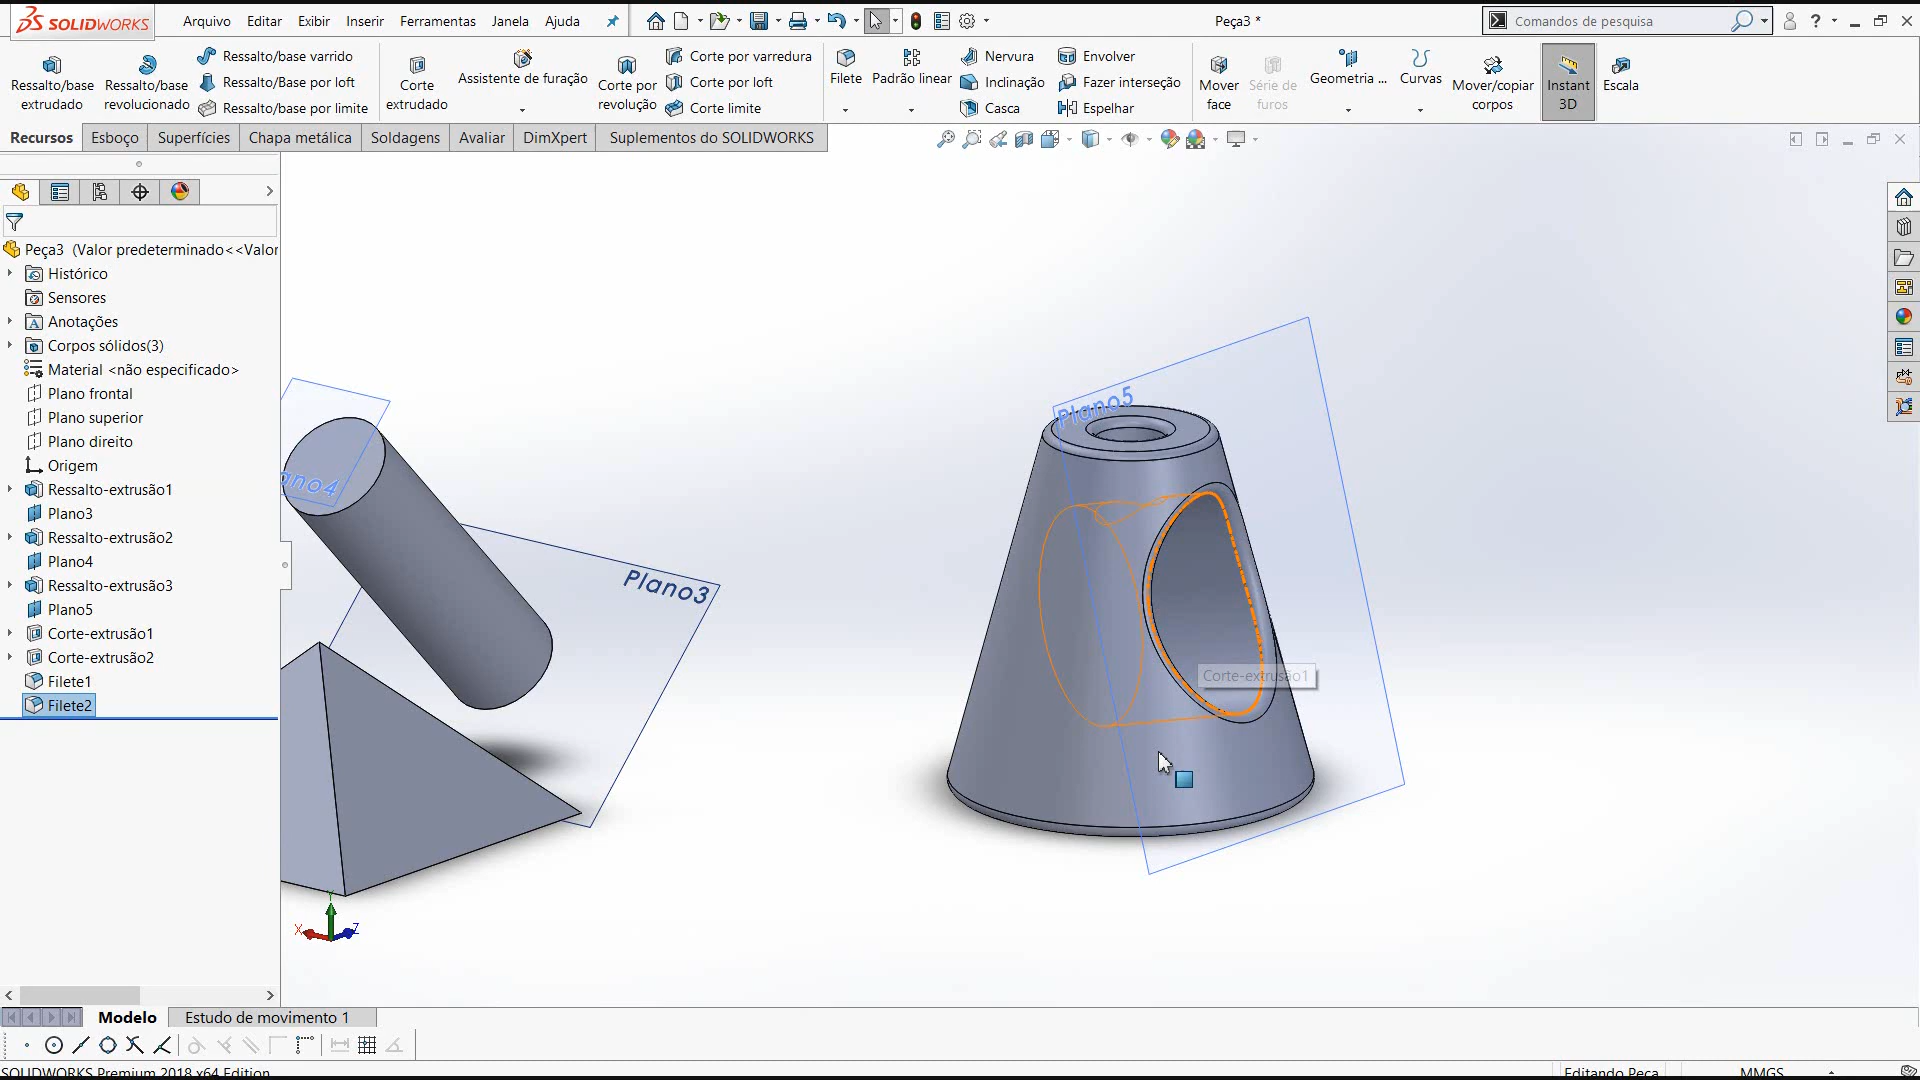 SOLIDWORKS
Arquivo Editar Exibir Inserir Ferramentas Janela Ajuda
Peça3 *
Comandos de pesquisa
Ressalto/base extrudado
Ressalto/base revolucionado
Ressalto/base varrido
Ressalto/Base por loft
Ressalto/base por limite
Corte extrudado
Assistente de furação
Corte por revolução
Corte por varredura
Corte por loft
Corte limite
Filete
Padrão linear
Nervura
Inclinação
Casca
Envolver
Fazer interseção
Espelhar
Mover face
Série de furos
Geometria ...
Curvas
Mover/copiar corpos
Instant 3D
Escala
Recursos Esboço Superfícies Chapa metálica Soldagens Avaliar DimXpert Suplementos do SOLIDWORKS
Peça3 (Valor predeterminado<<Valor
Histórico
Sensores
Anotações
Corpos sólidos(3)
Material <não especificado>
Plano frontal
Plano superior
Plano direito
Origem
Ressalto-extrusão1
Plano3
Ressalto-extrusão2
Plano4
Ressalto-extrusão3
Plano5
Corte-extrusão1
Corte-extrusão2
Filete1
Filete2
Plano5
ano4
Plano3
Corte-extrusão1
Y
X
Z
Modelo Estudo de movimento 1
SOLIDWORKS Premium 2018 x64 Edition
Editando Peça
MMGS